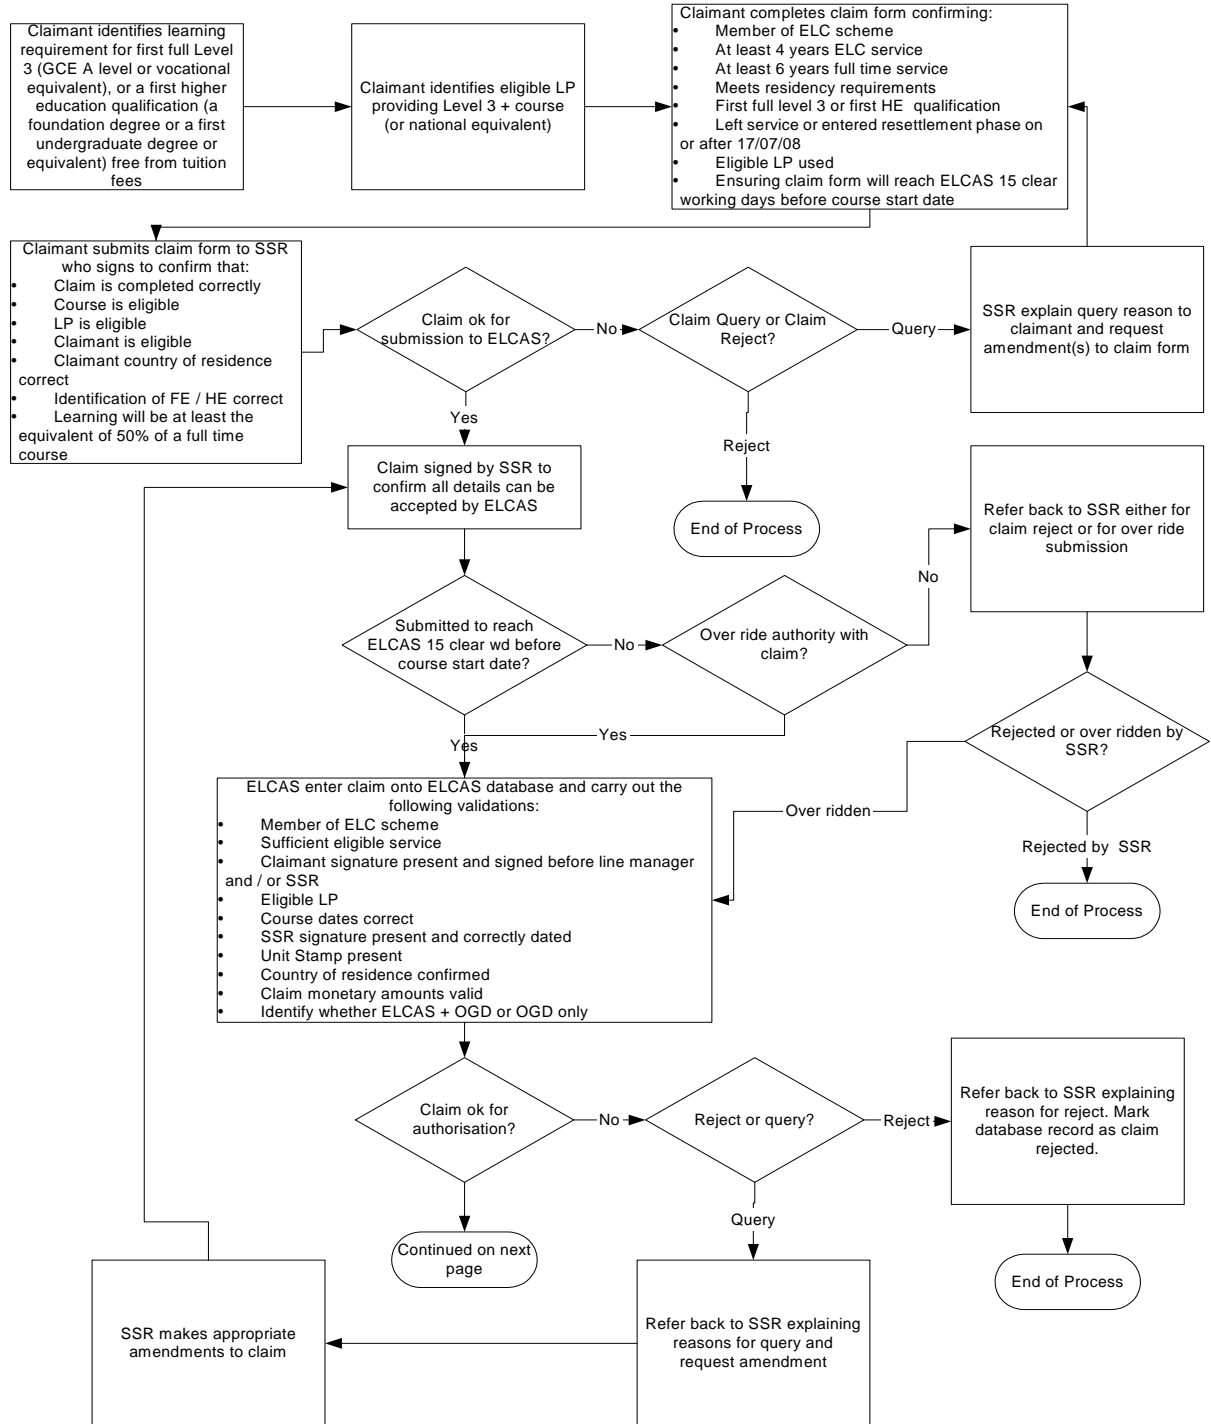 Claimant identifies learning
requirement for first full Level
3 (GCE A level or vocational
equivalent), or a first higher
education qualification (a
foundation degree or a first
undergraduate degree or
equivalent) free from tuition
fees
Claimant identifies eligible LP
providing Level 3 + course
(or national equivalent)
Claimant completes claim form confirming:
• Member of ELC scheme
• At least 4 years ELC service
• At least 6 years full time service
• Meets residency requirements
• First full level 3 or first HE qualification
• Left service or entered resettlement phase on
or after 17/07/08
• Eligible LP used
• Ensuring claim form will reach ELCAS 15 clear
working days before course start date
Claimant submits claim form to SSR
who signs to confirm that:
• Claim is completed correctly
• Course is eligible
• LP is eligible
• Claimant is eligible
• Claimant country of residence
correct
• Identification of FE / HE correct
• Learning will be at least the
equivalent of 50% of a full time
course
Claim ok for
submission to ELCAS?
No
Claim Query or Claim
Reject?
Query
SSR explain query reason to
claimant and request
amendment(s) to claim form
Yes
Reject
End of Process
Claim signed by SSR to
confirm all details can be
accepted by ELCAS
Submitted to reach
ELCAS 15 clear wd before
course start date?
No
Over ride authority with
claim?
No
Refer back to SSR either for
claim reject or for over ride
submission
Yes
Yes
Rejected or over ridden by
SSR?
Over ridden
Rejected by SSR
End of Process
ELCAS enter claim onto ELCAS database and carry out the
following validations:
• Member of ELC scheme
• Sufficient eligible service
• Claimant signature present and signed before line manager
and / or SSR
• Eligible LP
• Course dates correct
• SSR signature present and correctly dated
• Unit Stamp present
• Country of residence confirmed
• Claim monetary amounts valid
• Identify whether ELCAS + OGD or OGD only
Claim ok for
authorisation?
No
Reject or query?
Reject
Refer back to SSR explaining
reason for reject. Mark
database record as claim
rejected.
Query
Continued on next
page
End of Process
SSR makes appropriate
amendments to claim
Refer back to SSR explaining
reasons for query and
request amendment